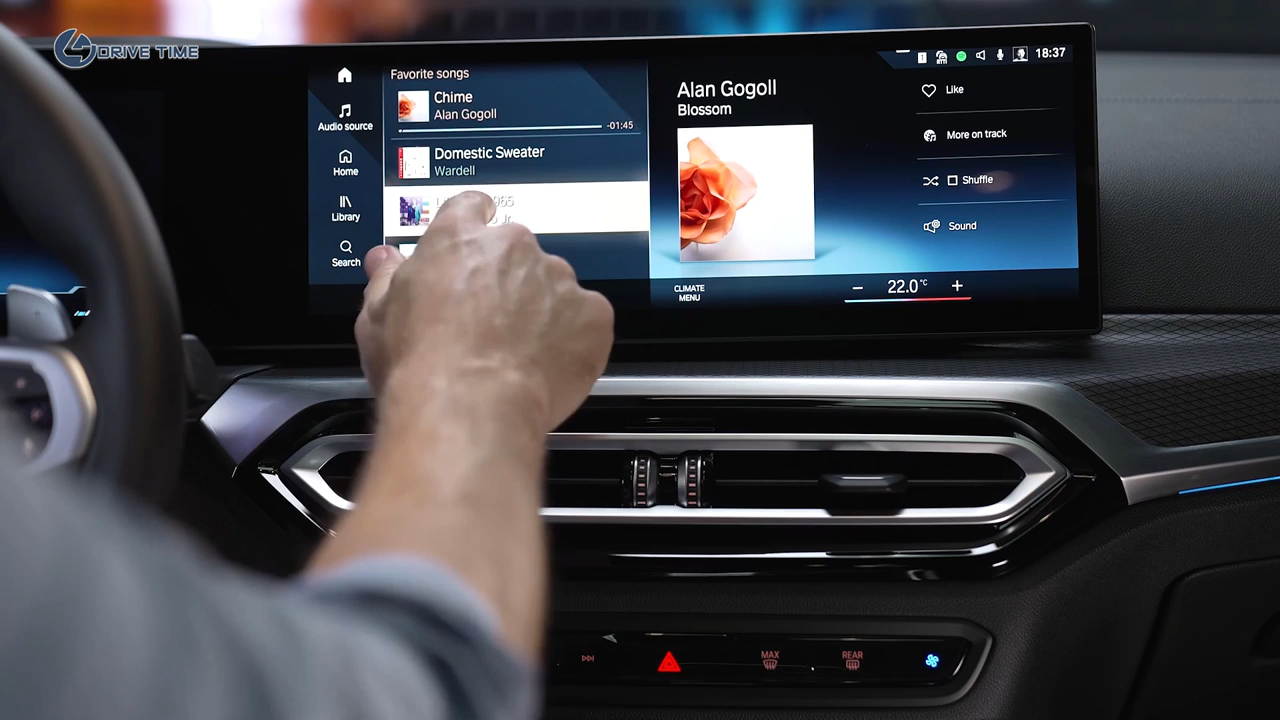 DRIVE TIME
Audio source
Home
Library
Search
Favorite songs
Chime
Alan Gogoll
-01:45
Domestic Sweater
Wardell
Alan Gogoll
Blossom
18:37
Like
More on track
Shuffle
Sound
CLIMATE
MENU
22.0°C
MAX
REAR